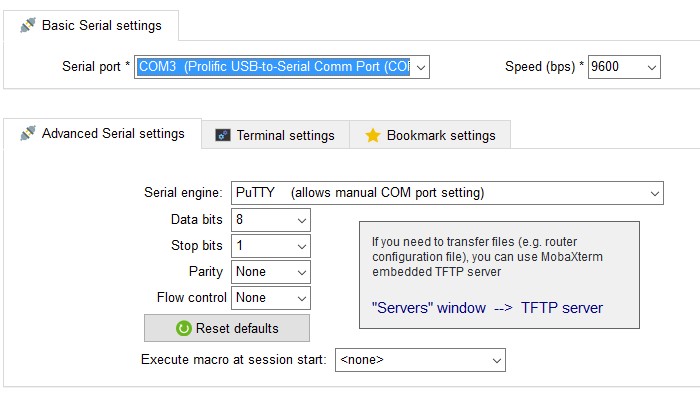 Basic Serial settings
Serial port * COM3 (Prolific USB-to-Serial Comm Port (COM Speed (bps) * 9600
Advanced Serial settings Terminal settings Bookmark settings
Serial engine: PuTTY (allows manual COM port setting)
Data bits 8
Stop bits 1
Parity None
Flow control None
Reset defaults
If you need to transfer files (e.g. router
configuration file), you can use MobaXterm
embedded TFTP server
"Servers" window --> TFTP server
Execute macro at session start: <none>